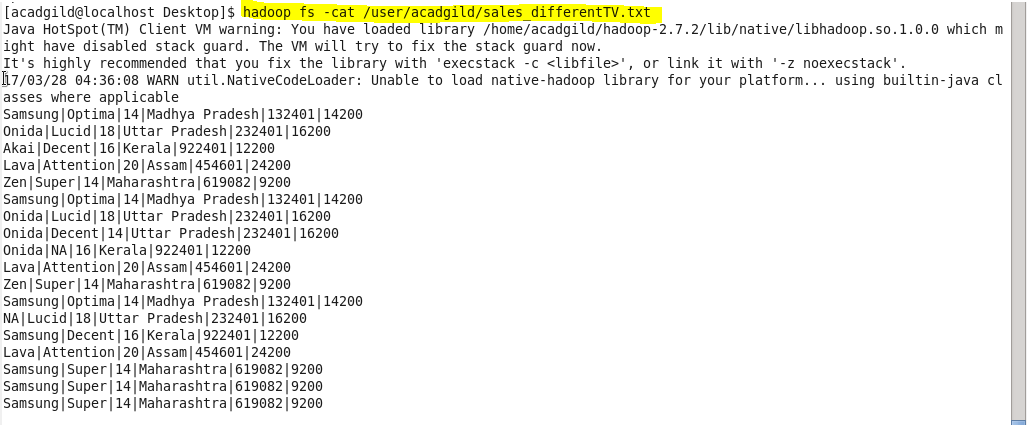 [acadgild@localhost Desktop]$ hadoop fs -cat /user/acadgild/sales_differentTV.txt
Java HotSpot(TM) Client VM warning: You have loaded library /home/acadgild/hadoop-2.7.2/lib/native/libhadoop.so.1.0.0 which m
ight have disabled stack guard. The VM will try to fix the stack guard now.
It's highly recommended that you fix the library with 'execstack -c <libfile>', or link it with '-z noexecstack'.
17/03/28 04:36:08 WARN util.NativeCodeLoader: Unable to load native-hadoop library for your platform... using builtin-java cl
asses where applicable
Samsung|Optima|14|Madhya Pradesh|132401|14200
Onida|Lucid|18|Uttar Pradesh|232401|16200
Akai|Decent|16|Kerala|922401|12200
Lava|Attention|20|Assam|454601|24200
Zen|Super|14|Maharashtra|619082|9200
Samsung|Optima|14|Madhya Pradesh|132401|14200
Onida|Lucid|18|Uttar Pradesh|232401|16200
Onida|Decent|14|Uttar Pradesh|232401|16200
Onida|NA|16|Kerala|922401|12200
Lava|Attention|20|Assam|454601|24200
Zen|Super|14|Maharashtra|619082|9200
Samsung|Optima|14|Madhya Pradesh|132401|14200
NA|Lucid|18|Uttar Pradesh|232401|16200
Samsung|Decent|16|Kerala|922401|12200
Lava|Attention|20|Assam|454601|24200
Samsung|Super|14|Maharashtra|619082|9200
Samsung|Super|14|Maharashtra|619082|9200
Samsung|Super|14|Maharashtra|619082|9200